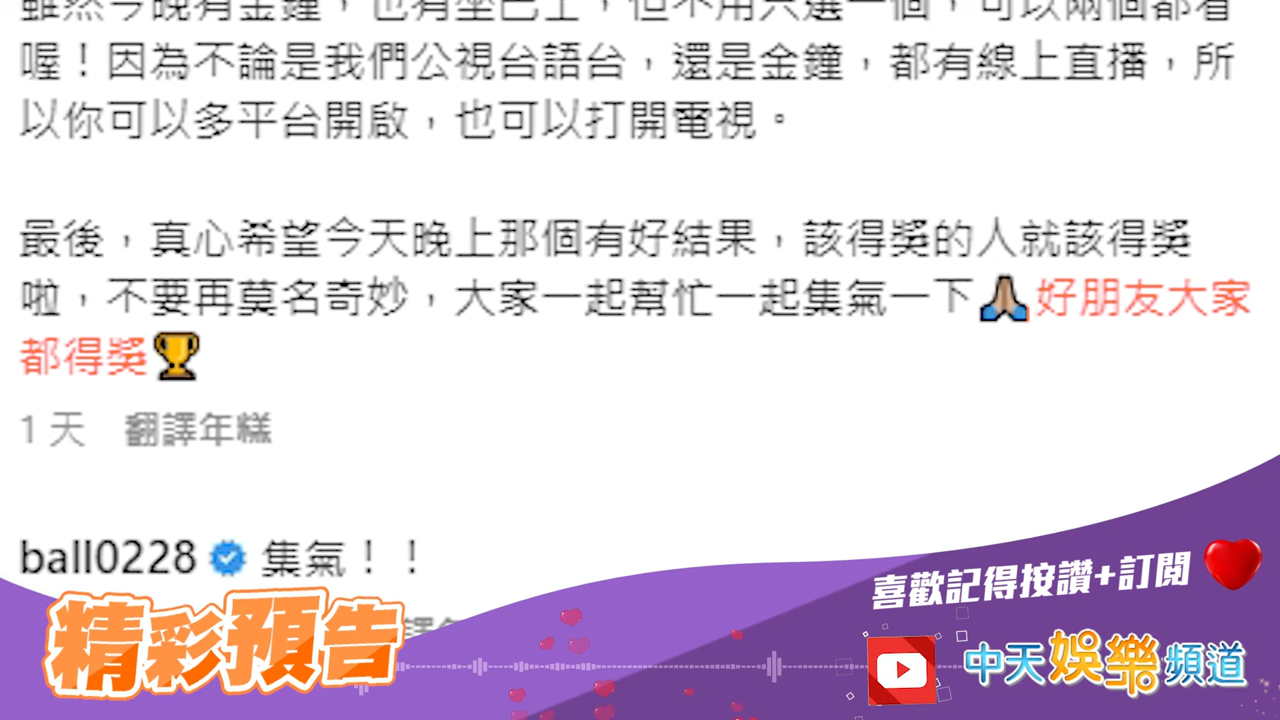 雖然今晚有金鐘，也有坐巴士，但不用只選一個，可以兩個都看
喔！因為不論是我們公視台語台，還是金鐘，都有線上直播，所
以你可以多平台開啟，也可以打開電視。
最後，真心希望今天晚上那個有好結果，該得獎的人就該得獎
啦，不要再莫名奇妙，大家一起幫忙一起集氣一下🙏🏽好朋友大家
都得獎🏆
1 天 翻譯年糕
ball0228 集氣！！
喜歡記得按讚+訂閱
精彩預告
中天娛樂頻道